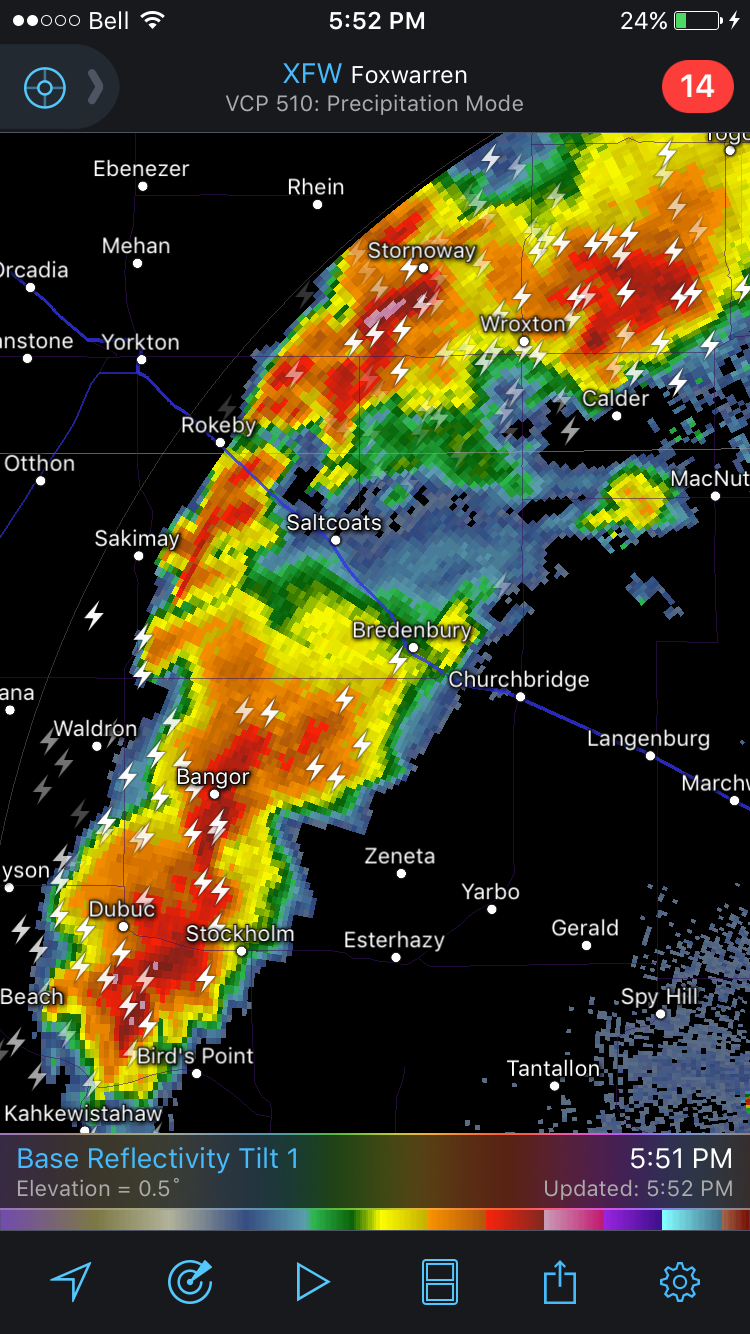 Bell 5:52 PM 24%
XFW Foxwarren
14
VCP 510: Precipitation Mode
Ebenezer
Rhein
Mehan
Stornoway
Orcadia
Wroxton
nstone
Yorkton
Calder
Rokeby
Otthon
MacNut
Saltcoats
Sakimay
Bredenbury
Churchbridge
ana
Waldron
Langenburg
Bangor
Marchw
Zeneta
yson
Yarbo
Dubuc
Stockholm
Esterhazy
Gerald
Beach
Spy Hill
Bird's Point
Tantallon
Kahkewistahaw
Base Reflectivity Tilt 1 5:51 PM
Elevation = 0.5° Updated: 5:52 PM